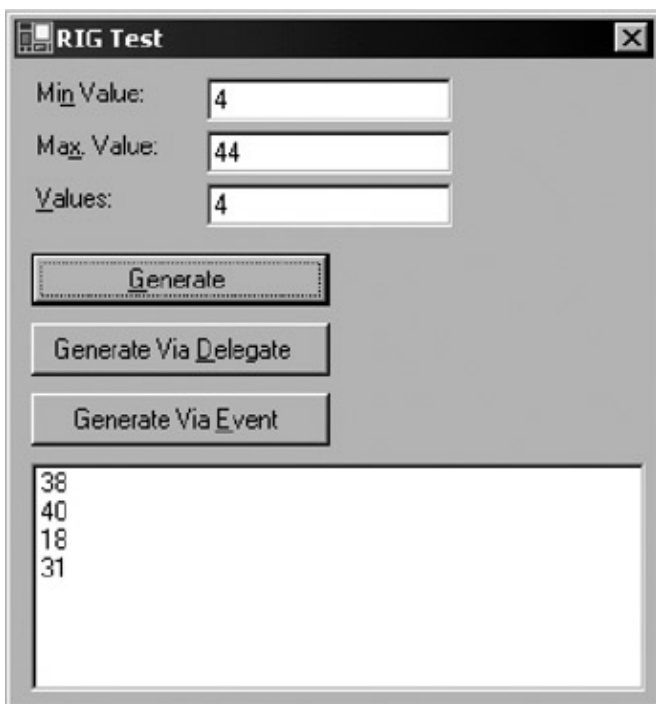 RIG Test
Min Value: 4
Max. Value: 44
Values: 4
Generate
Generate Via Delegate
Generate Via Event
38
40
18
31